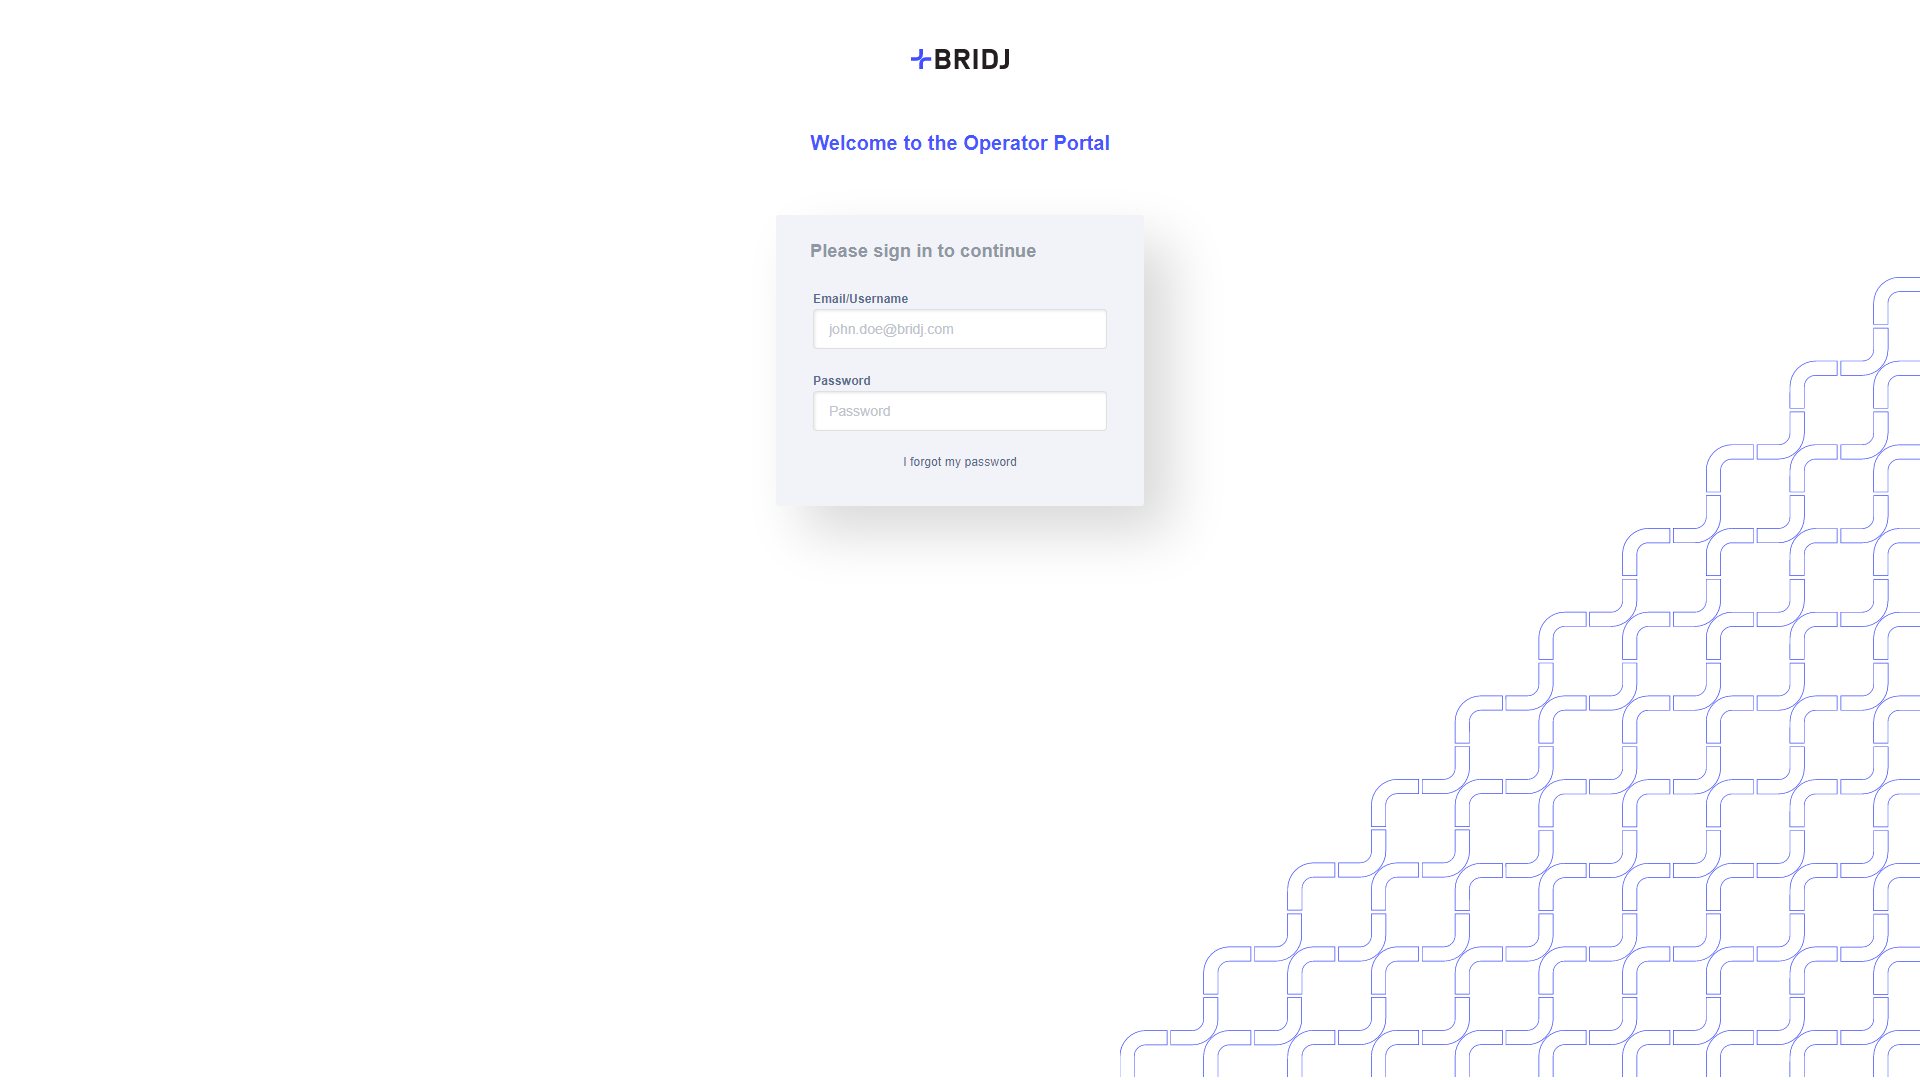 BRIDJ
Welcome to the Operator Portal
Please sign in to continue
Email/Username
john.doe@bridj.com
Password
Password
I forgot my password